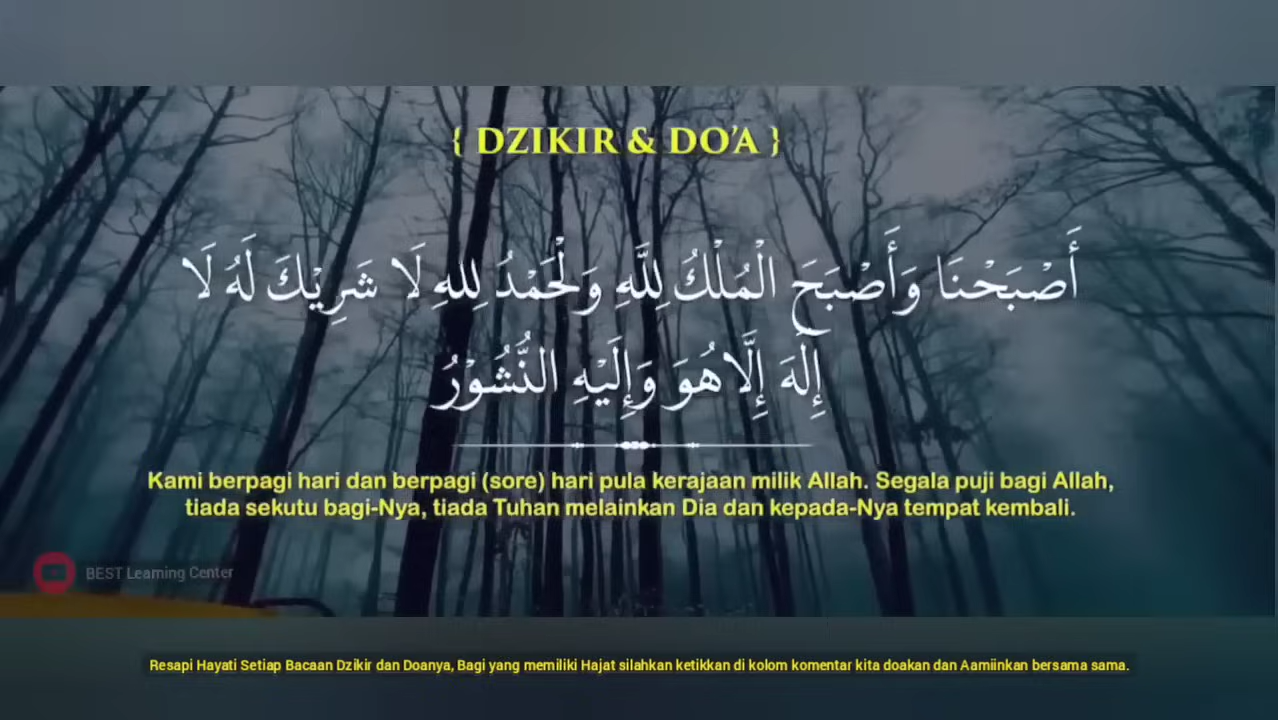 { DZIKIR & DO'A }
أَصْبَحْنَا وَأَصْبَحَ الْمُلْكُ لِلَّهِ وَلْحَمْدُ لِلهِ لَا شَرِيْكَ لَهُ لَا
إِلَهَ إِلَّا هُوَ وَإِلَيْهِ النُّشُوْرُ
Kami berpagi hari dan berpagi (sore) hari pula kerajaan milik Allah. Segala puji bagi Allah,
tiada sekutu bagi-Nya, tiada Tuhan melainkan Dia dan kepada-Nya tempat kembali.
BEST Learning Center
Resapi Hayati Setiap Bacaan Dzikir dan Doanya, Bagi yang memiliki Hajat silahkan ketikkan di kolom komentar kita doakan dan Aamiinkan bersama sama.